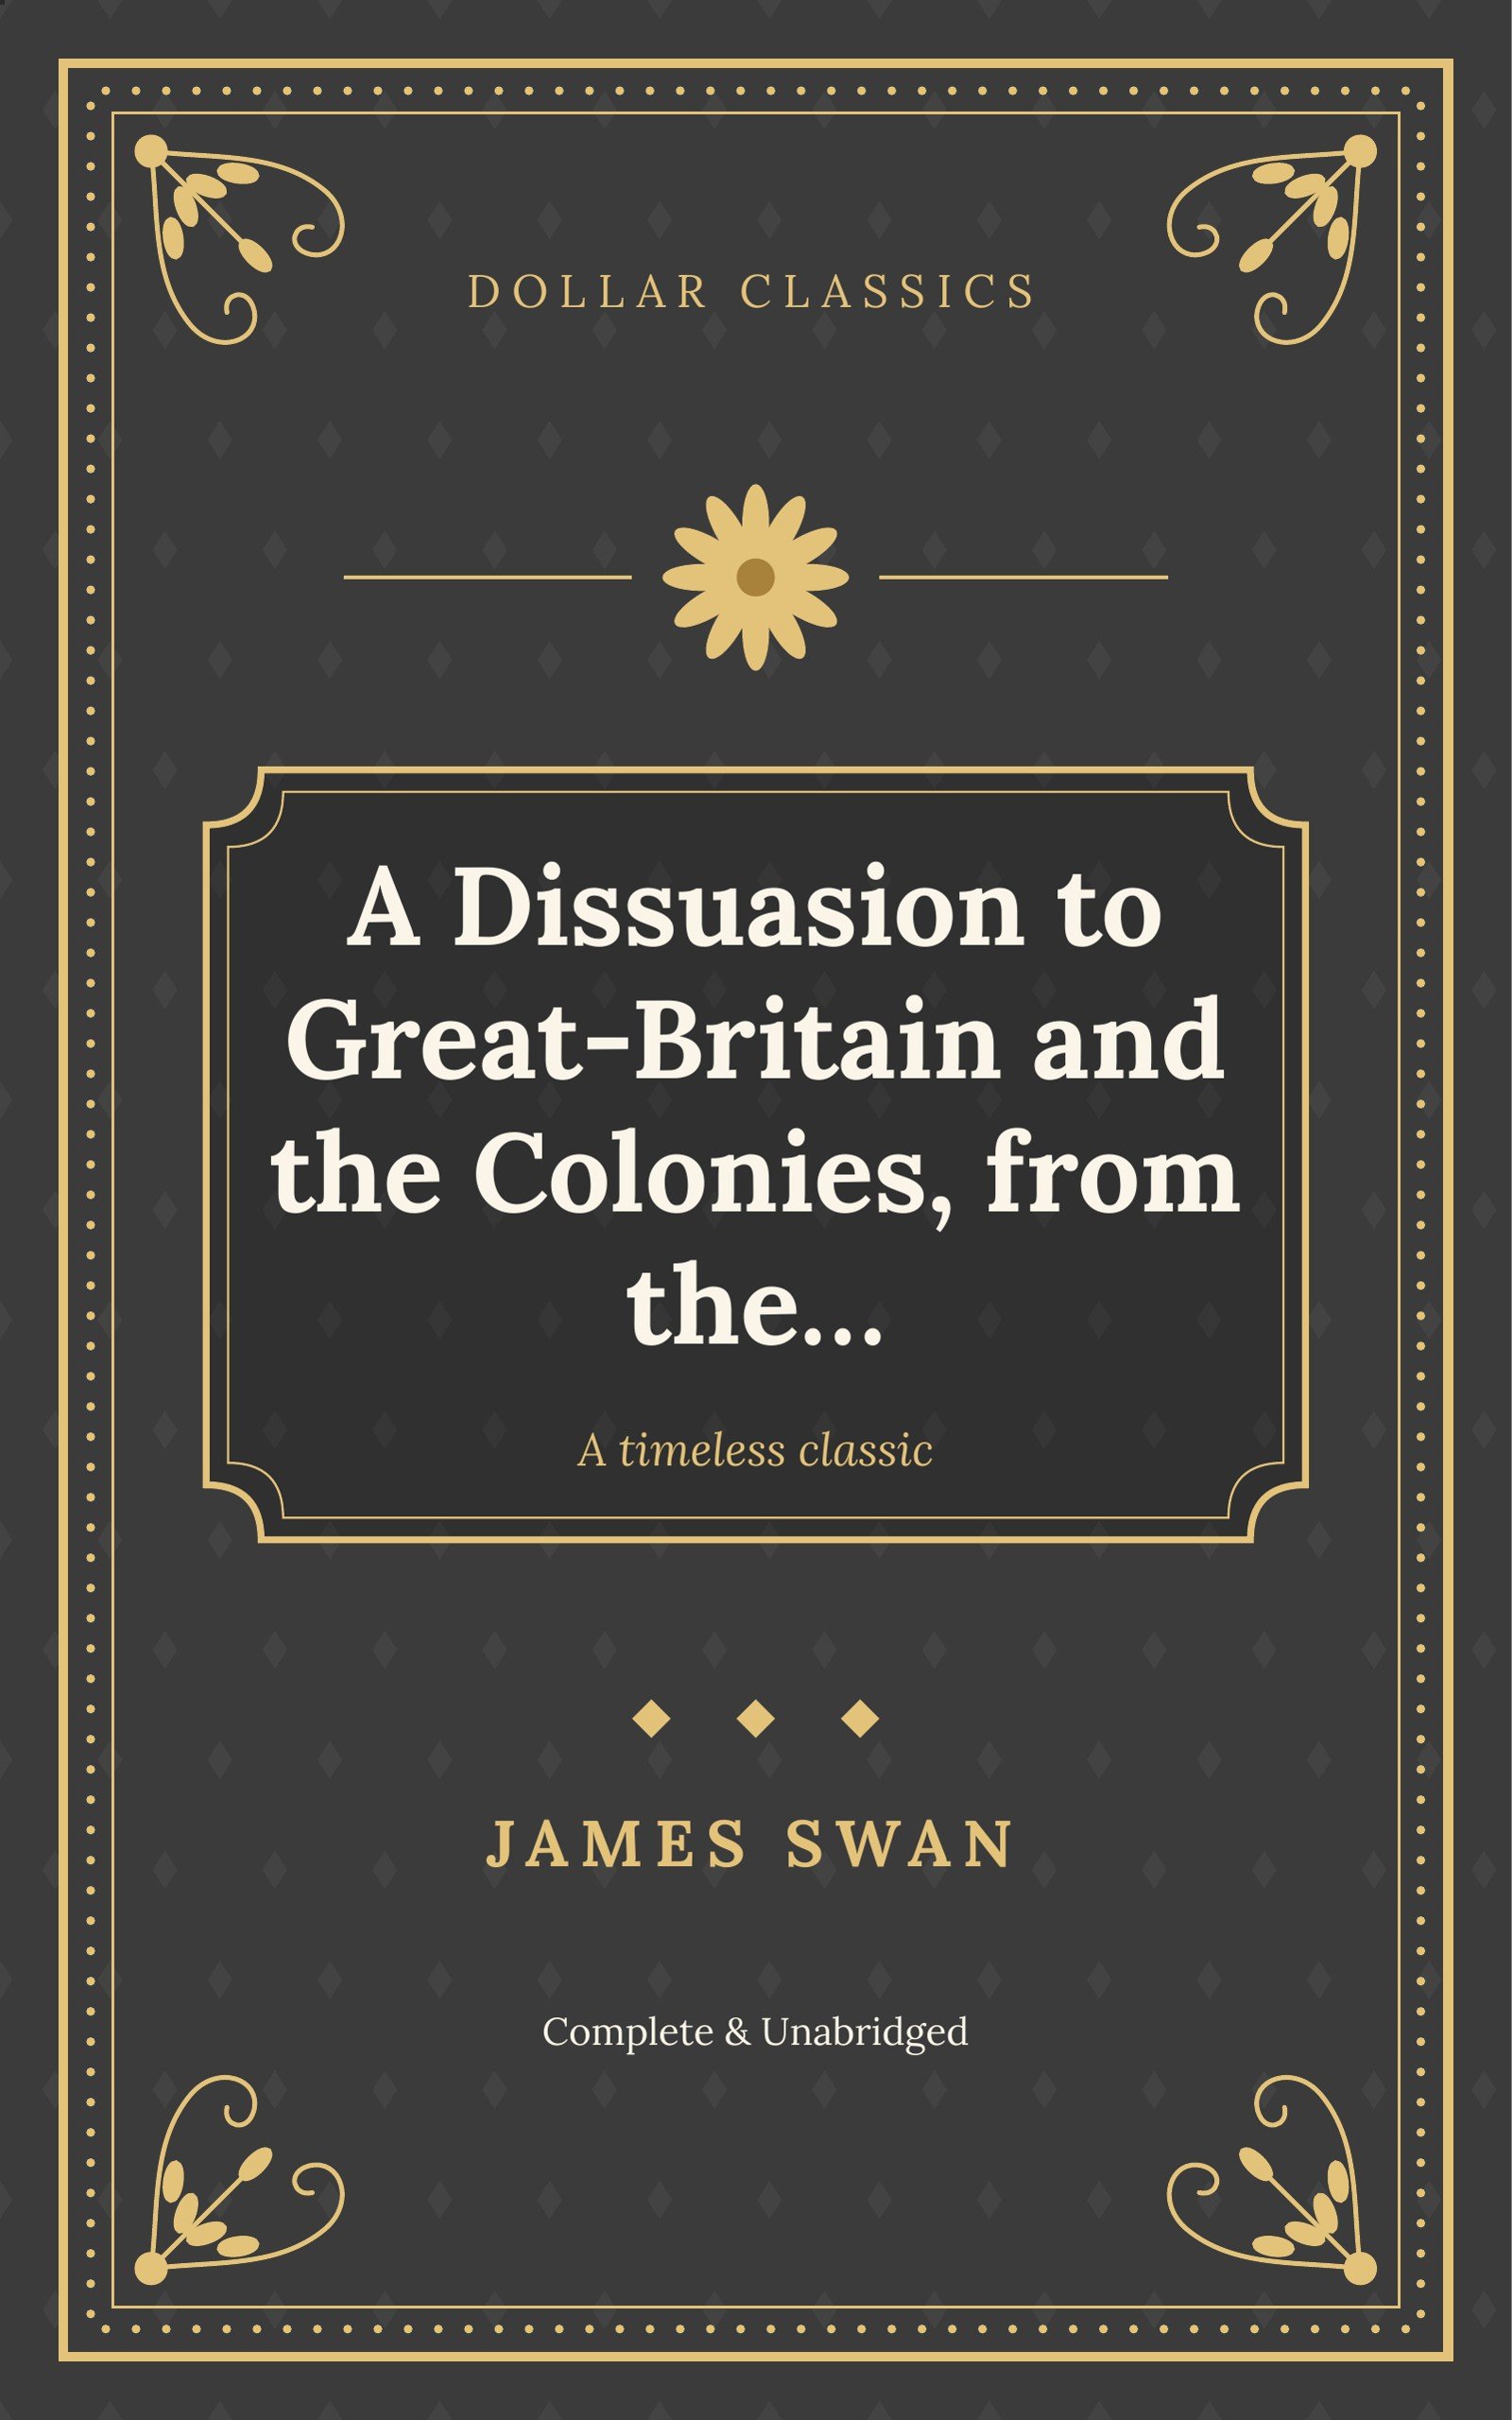 DOLLAR CLASSICS
A Dissuasion to
Great-Britain and
the Colonies, from
the...
A timeless classic
JAMES SWAN
Complete & Unabridged